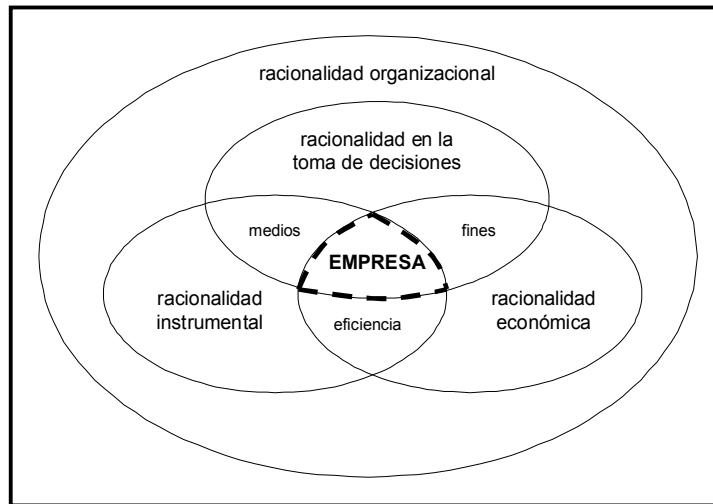 racionalidad organizacional
racionalidad en la
toma de decisiones
medios
fines
EMPRESA
racionalidad
instrumental
eficiencia
racionalidad
económica